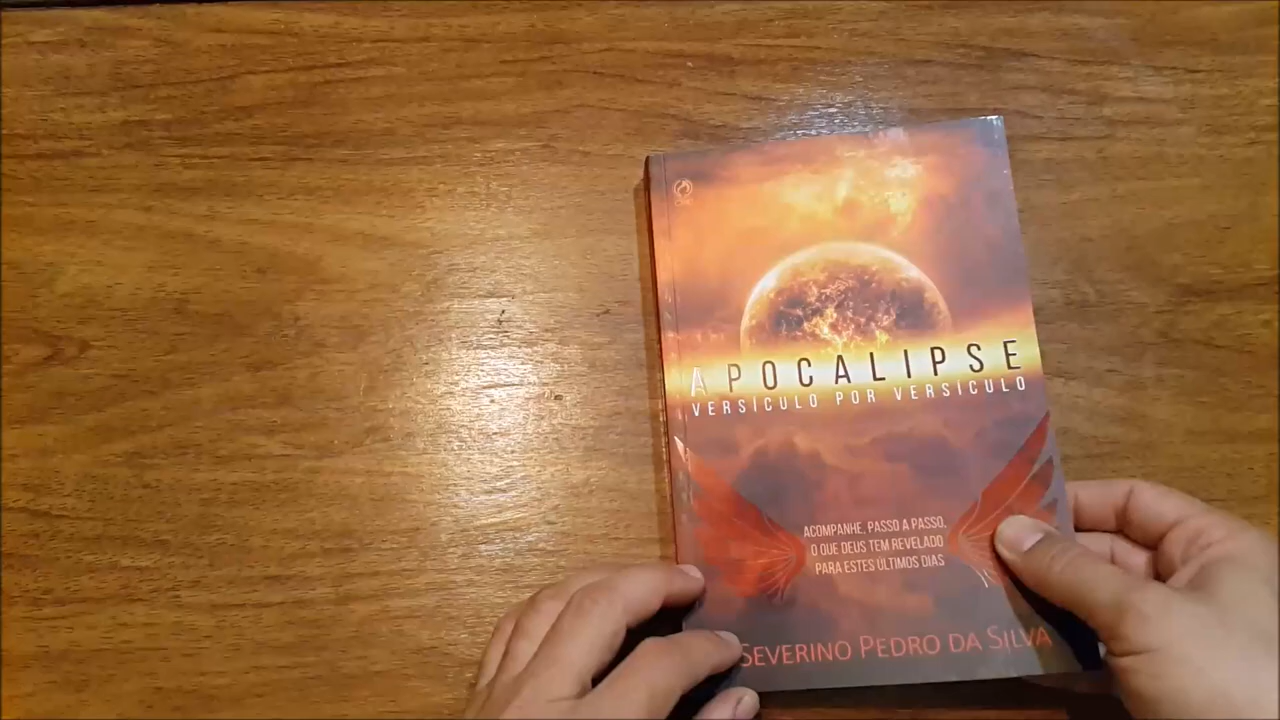 CPAD
APOCALIPSE
VERSÍCULO POR VERSÍCULO
ACOMPANHE, PASSO A PASSO,
O QUE DEUS TEM REVELADO
PARA ESTES ÚLTIMOS DIAS
SEVERINO PEDRO DA SILVA